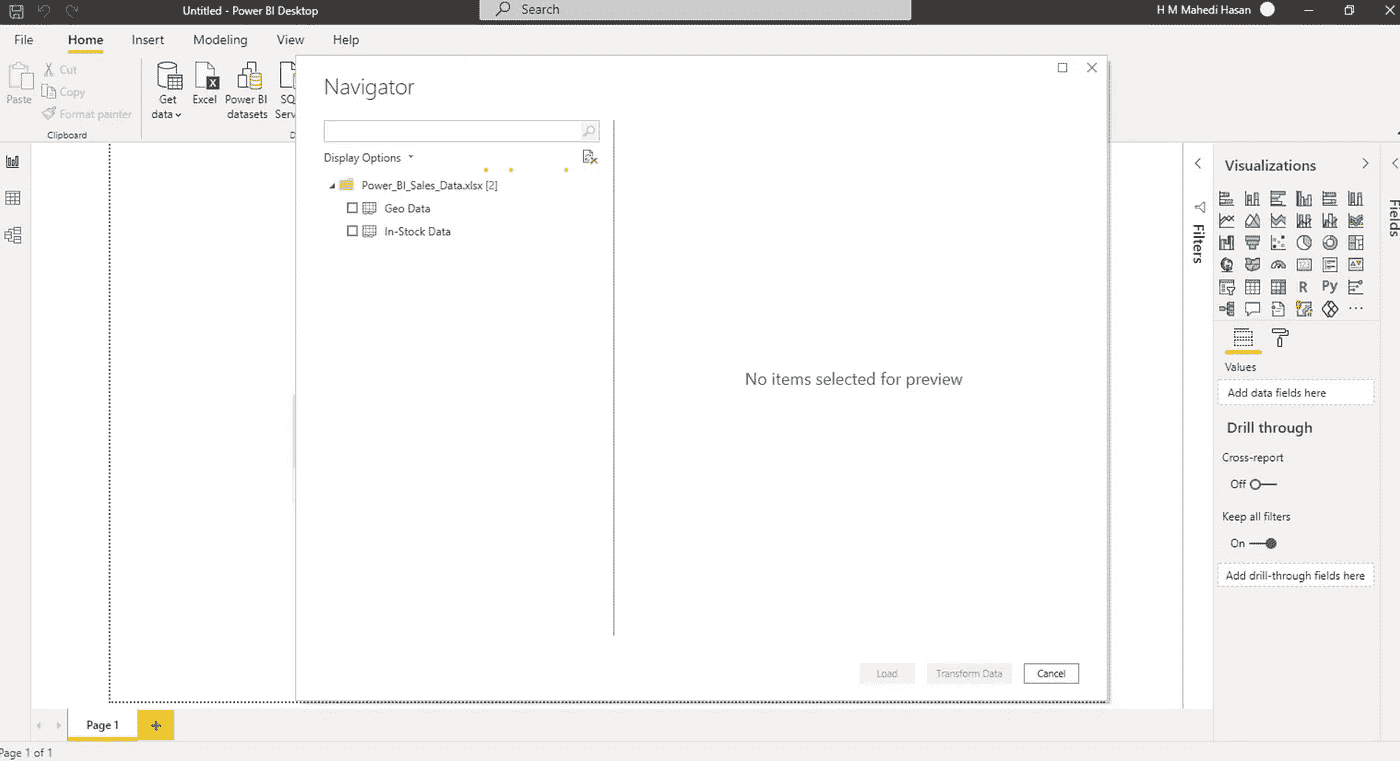 Untitled - Power BI Desktop
Search
H M Mahedi Hasan
File Home Insert Modeling View Help
Paste
Cut
Copy
Format painter
Clipboard
Get data
Excel
Power BI datasets
SQ
Serv
Navigator
Display Options
Power_BI_Sales_Data.xlsx [2]
Geo Data
In-Stock Data
No items selected for preview
Load Transform Data Cancel
Filters
Visualizations
R Py
123
Values
Add data fields here
Drill through
Cross-report
Off
Keep all filters
On
Add drill-through fields here
Fields
Page 1
Page 1 of 1